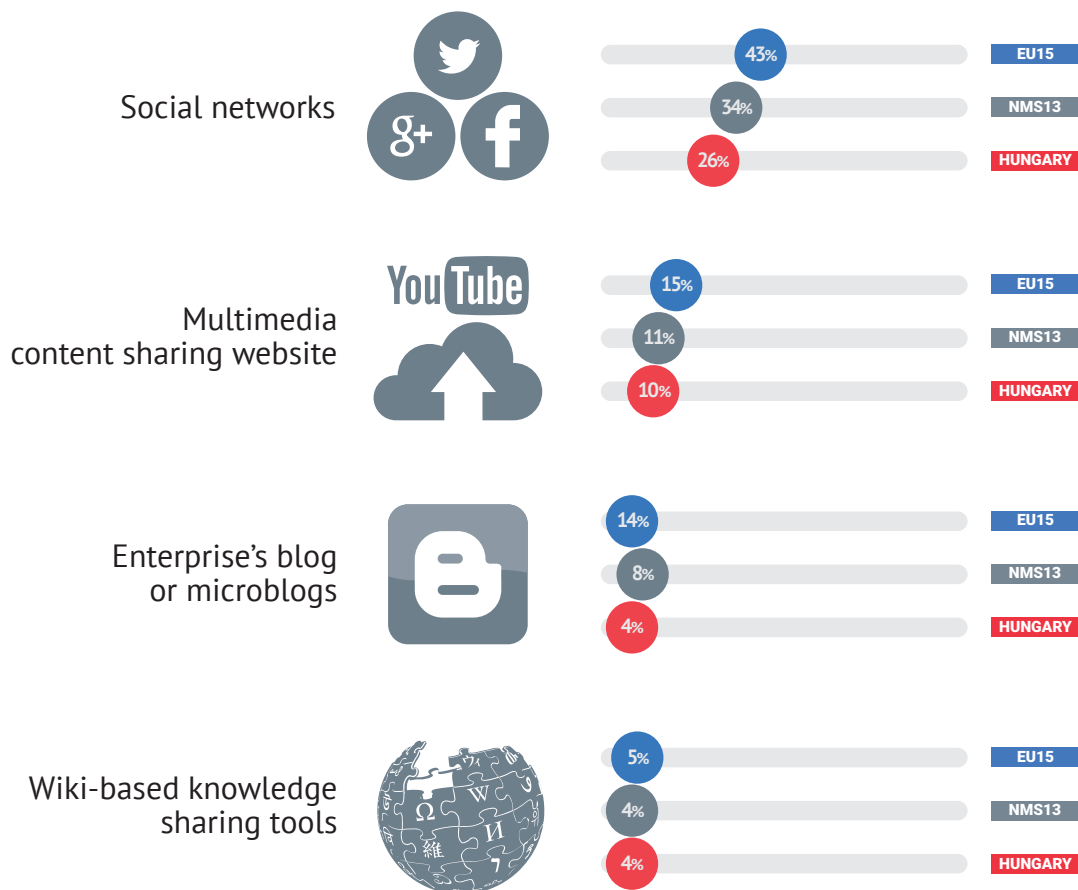 43%
EU15
Social networks
g+
f
34%
NMS13
26%
HUNGARY
YouTube
15%
EU15
Multimedia
content sharing website
11%
NMS13
10%
HUNGARY
14%
EU15
Enterprise’s blog
or microblogs
B
8%
NMS13
4%
HUNGARY
5%
EU15
Wiki-based knowledge
sharing tools
Ω W
維 И
4%
NMS13
4%
HUNGARY